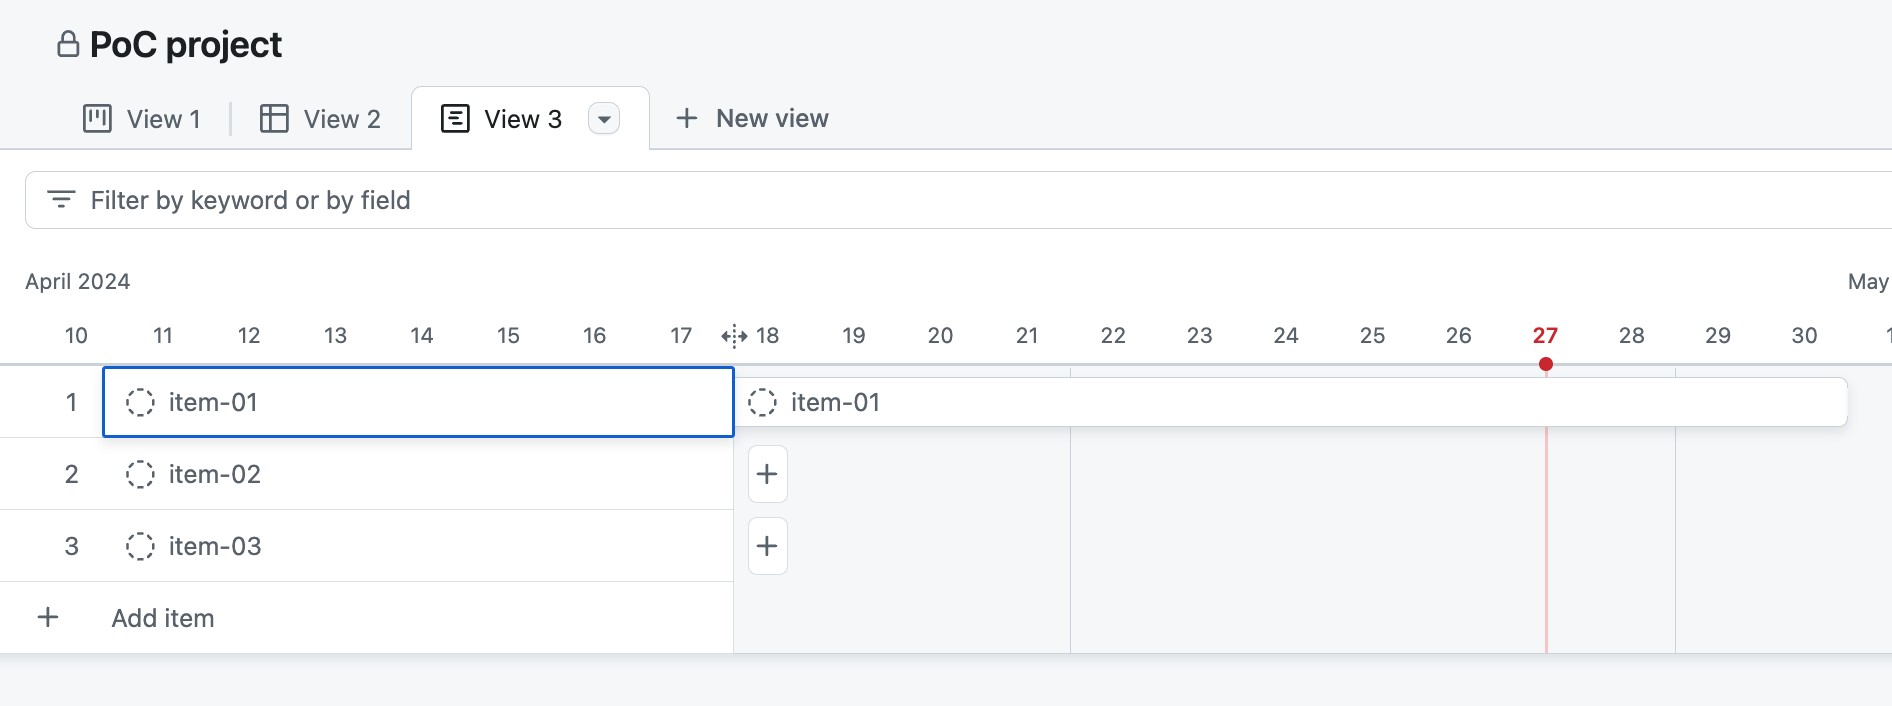 PoC project
View 1 View 2 View 3 New view
Filter by keyword or by field
April 2024 May
10 11 12 13 14 15 16 17 18 19 20 21 22 23 24 25 26 27 28 29 30
1 item-01 item-01
2 item-02
3 item-03
Add item